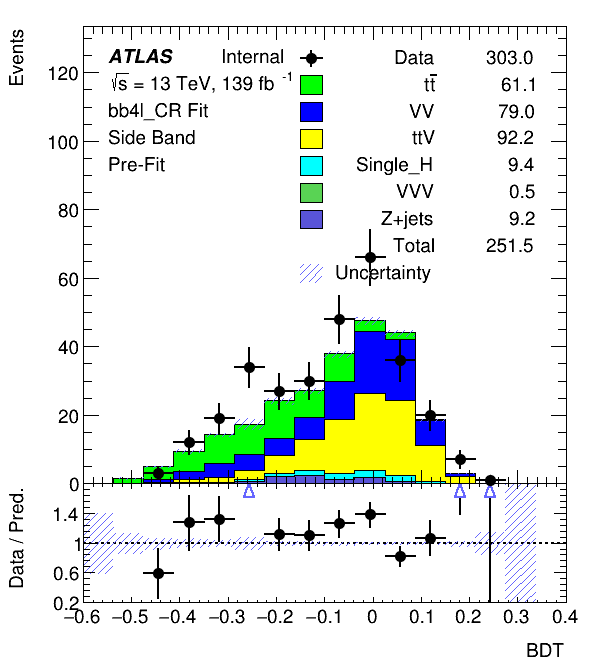 Events
ATLAS Internal
√s = 13 TeV, 139 fb⁻¹
bb4l_CR Fit
Side Band
Pre-Fit
Data 303.0
tt̄ 61.1
VV 79.0
ttV 92.2
Single_H 9.4
VVV 0.5
Z+jets 9.2
Total 251.5
Uncertainty
120
100
80
60
40
20
0
Data / Pred.
1.4
1
0.6
0.2
−0.6 −0.5 −0.4 −0.3 −0.2 −0.1 0 0.1 0.2 0.3 0.4
BDT